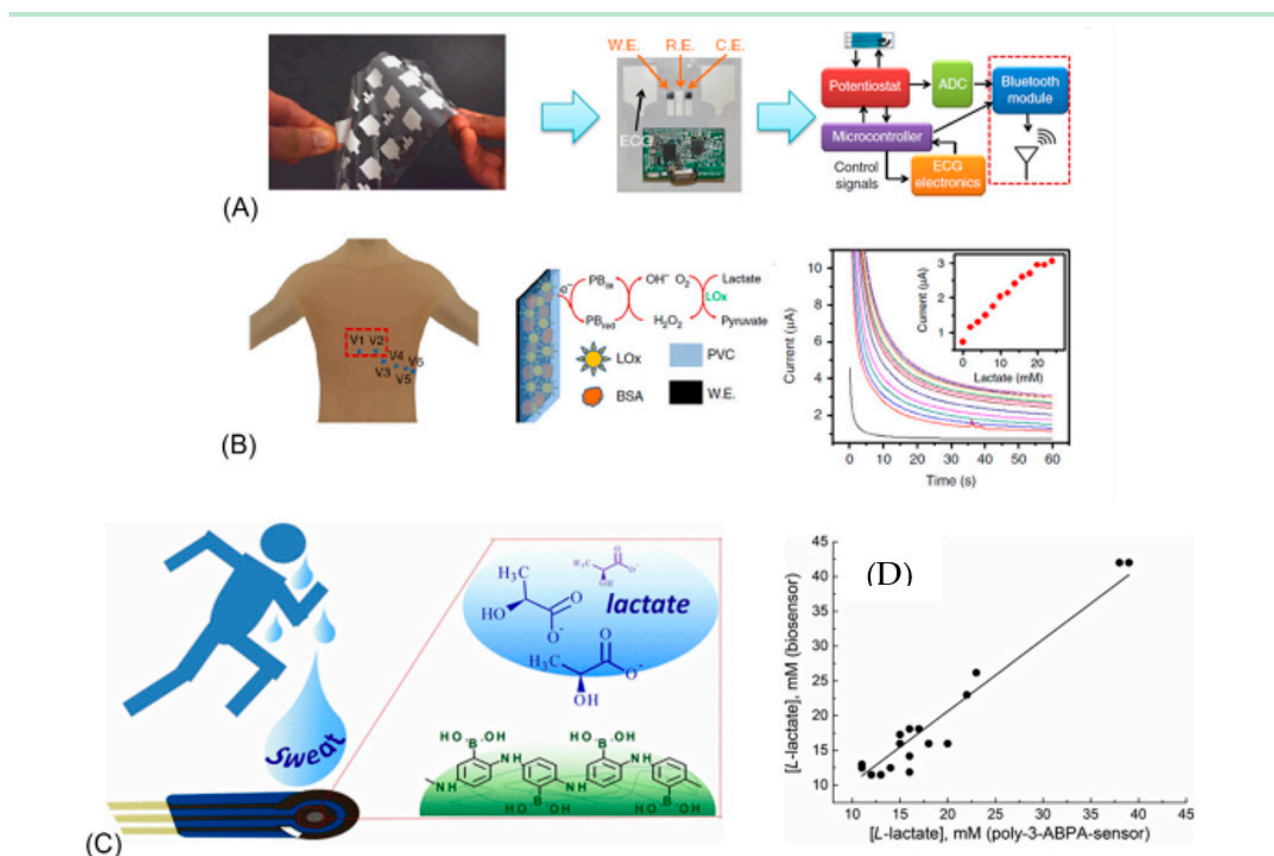 W.E. R.E. C.E.
ECG
Potentiostat
ADC
Bluetooth
module
Microcontroller
Control
signals
ECG
electronics
(A)
V1 V2
V4
V3
V6
V5
e⁻
PBox
OH⁻ O₂
Lactate
LOx
PBred
H₂O₂
Pyruvate
LOx
PVC
BSA
W.E.
Current (μA)
10
8
6
4
2
0 10 20 30 40 50 60
Time (s)
Current (μA)
3
2
1
0 10 20
Lactate (mM)
(B)
sweat
H₃C
O
O⁻
OH
lactate
H₃C
O
HO
O⁻
H₃C
O
O⁻
OH
HO B OH
HO B OH
NH
NH
NH
NH
HO B OH
HO B OH
(C)
(D)
[L-lactate], mM (biosensor)
45
40
35
30
25
20
15
10
10 15 20 25 30 35 40 45
[L-lactate], mM (poly-3-ABPA-sensor)